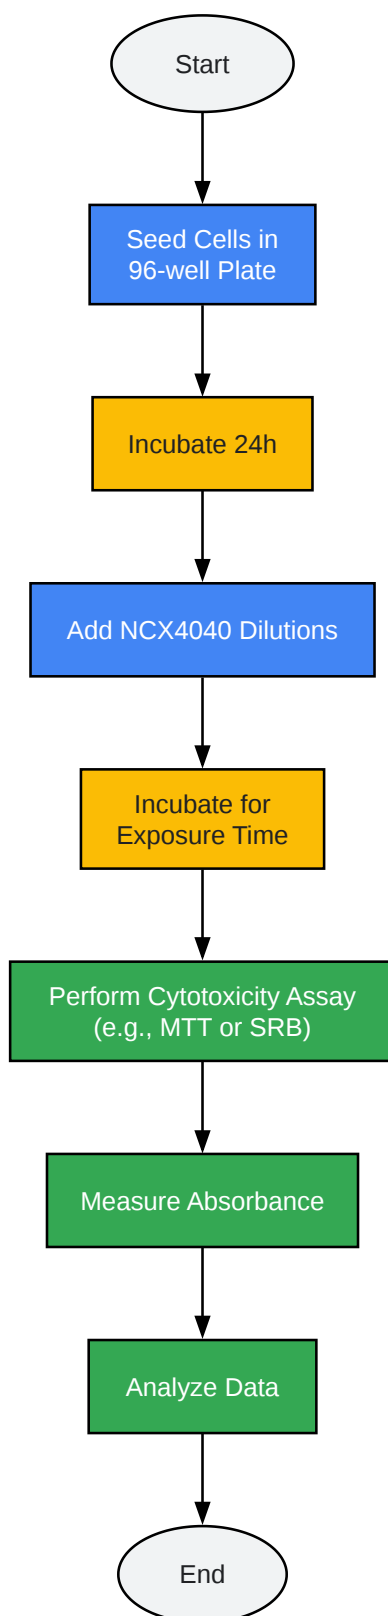 Start
Seed Cells in
96-well Plate
Incubate 24h
Add NCX4040 Dilutions
Incubate for
Exposure Time
Perform Cytotoxicity Assay
(e.g., MTT or SRB)
Measure Absorbance
Analyze Data
End